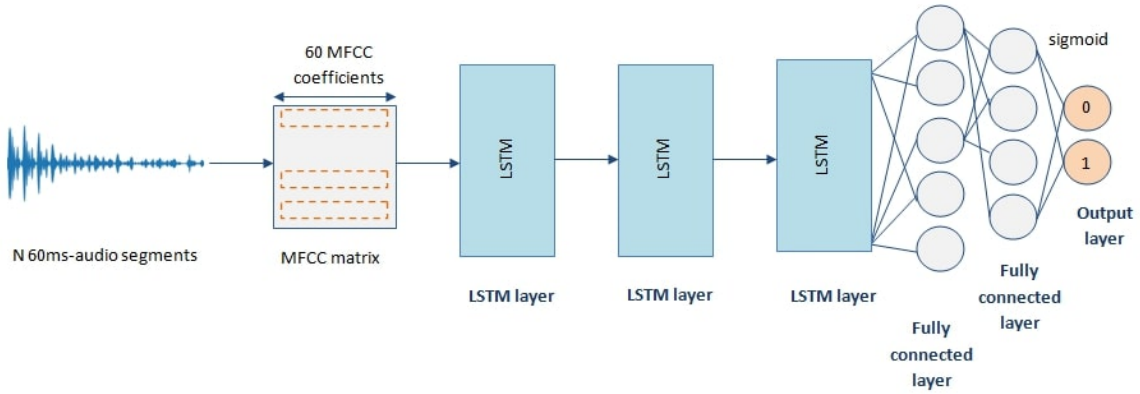 N 60ms-audio segments
60 MFCC
coefficients
MFCC matrix
LSTM
LSTM layer
LSTM
LSTM layer
LSTM
LSTM layer
Fully
connected
layer
Fully
connected
layer
sigmoid
0
1
Output
layer